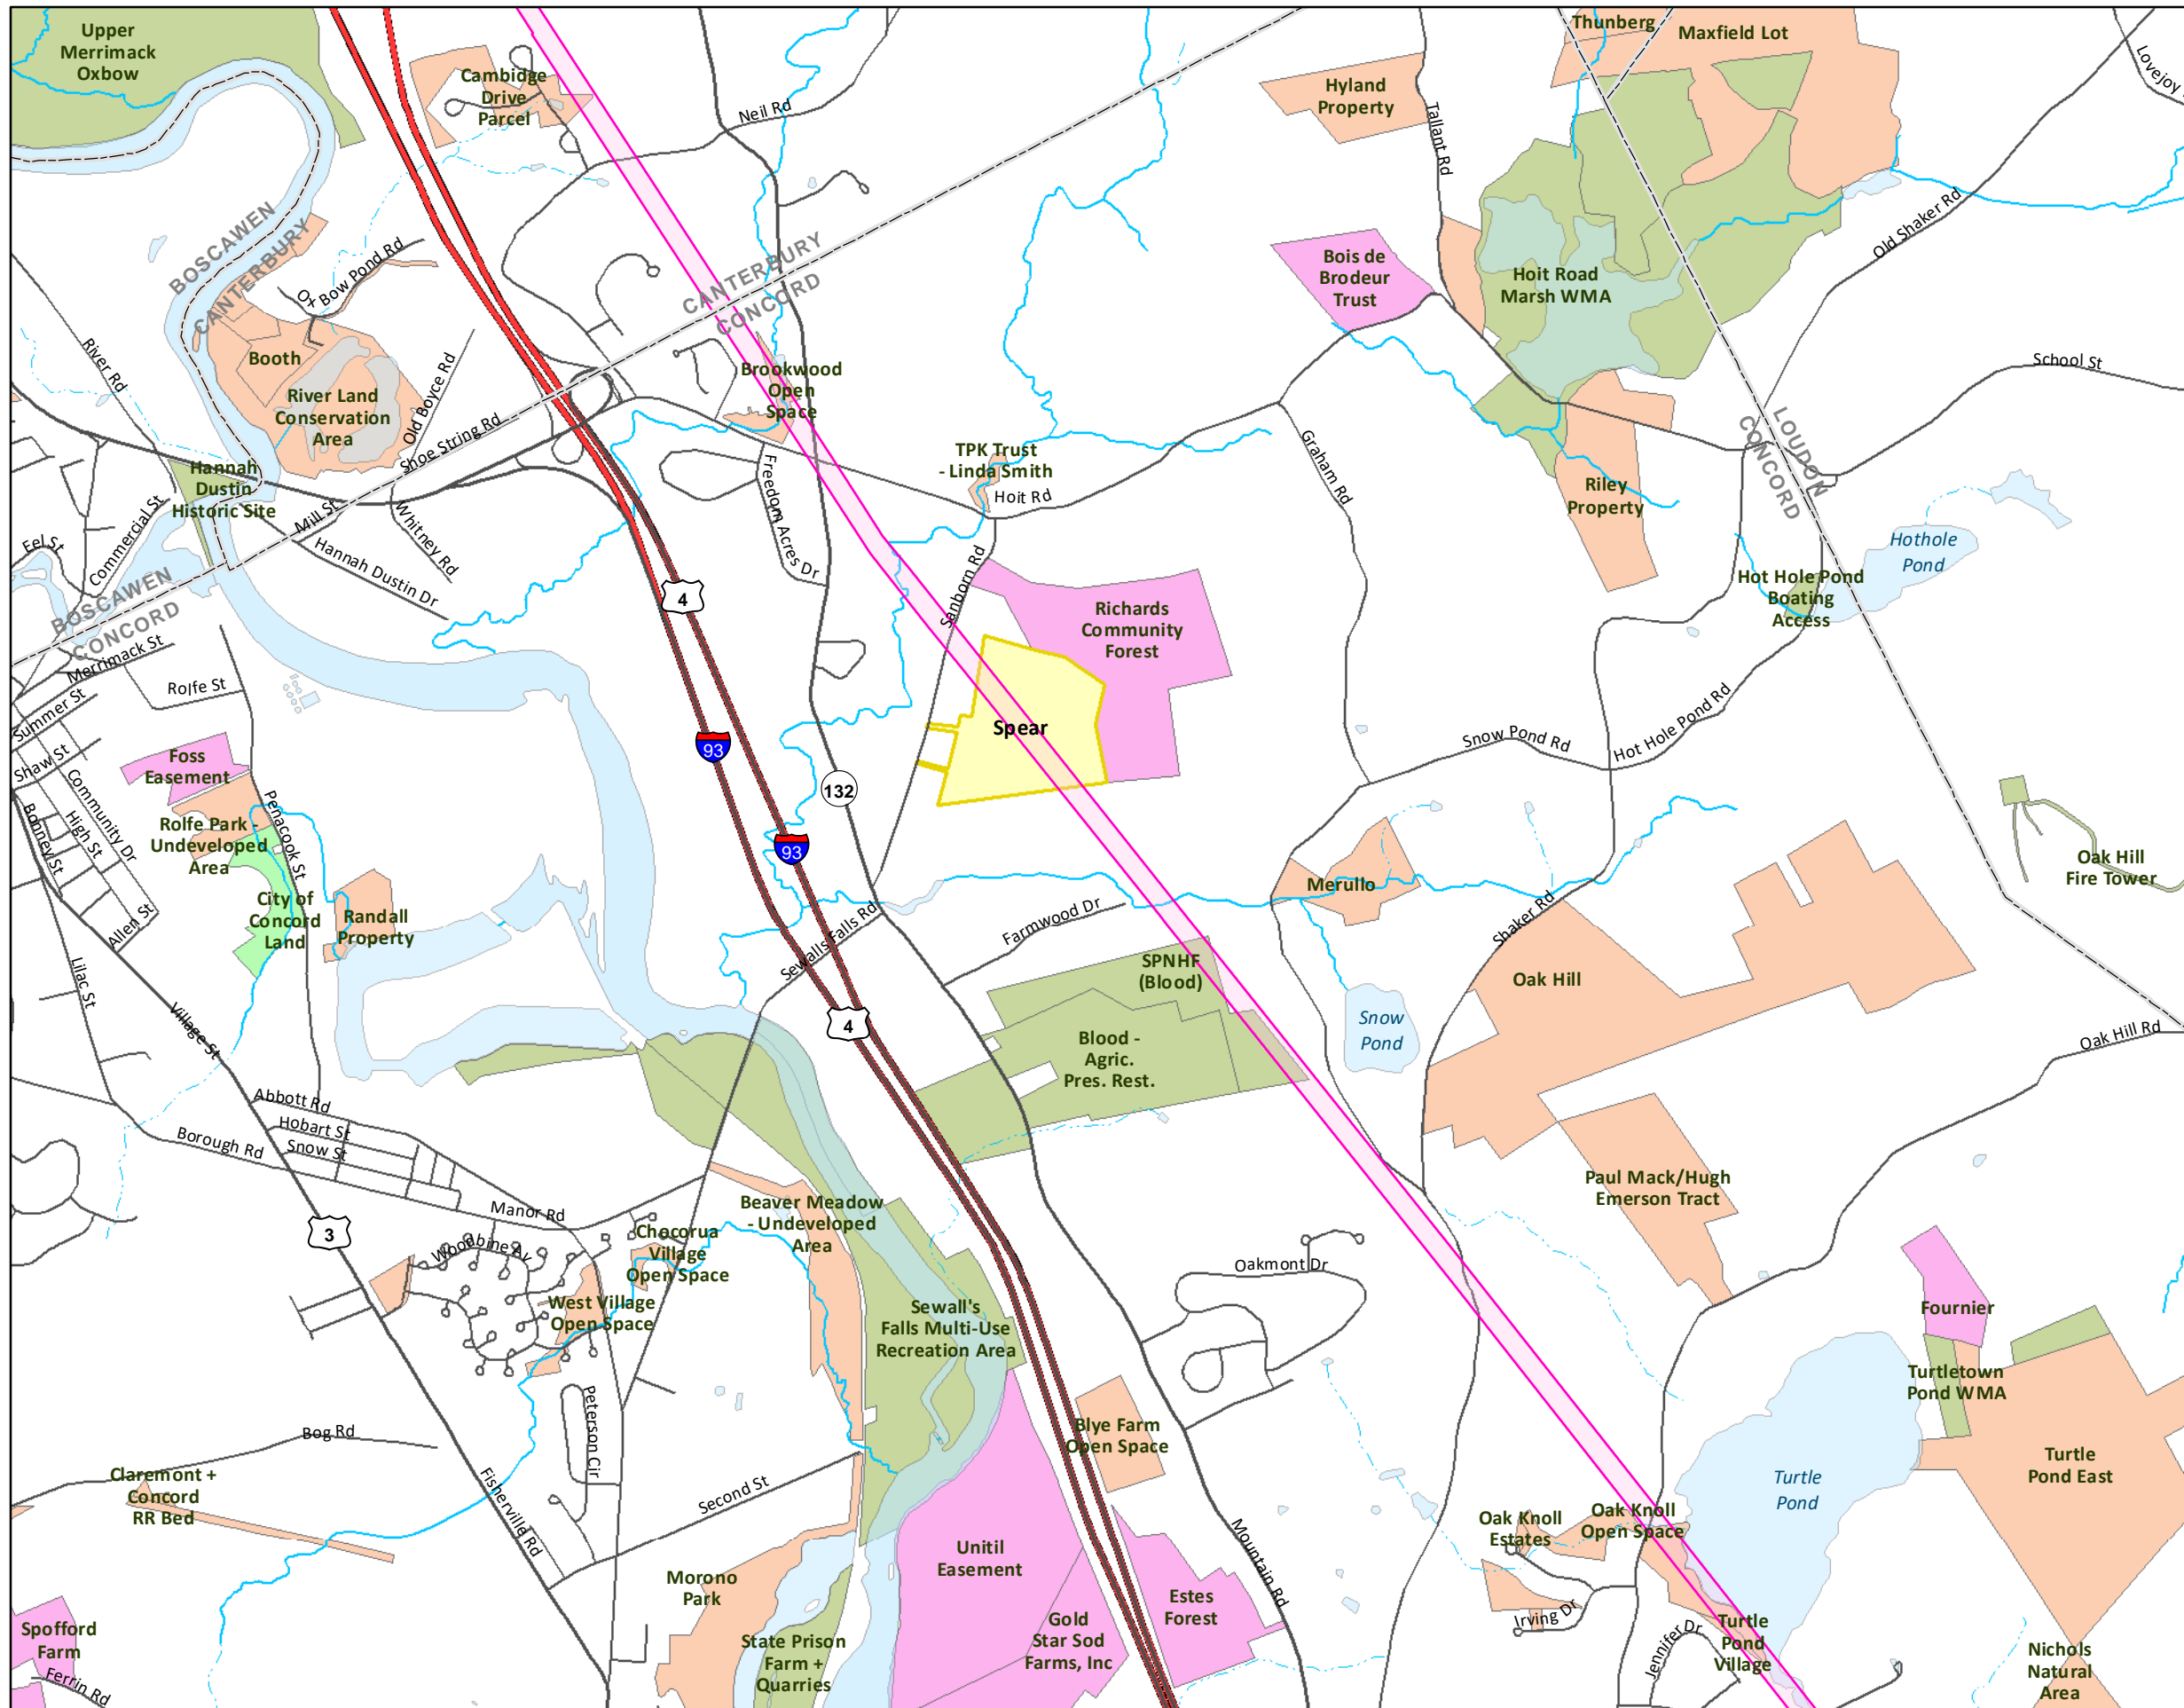 Upper
Merrimack
Oxbow
Cambidge
Drive
Parcel
Neil Rd
Thunberg
Maxfield Lot
Lovejoy
Hyland
Property
Tallant Rd
Old Shaker Rd
BOSCAWEN
CANTERBURY
Ox Bow Pond Rd
CANTERBURY
CONCORD
Bois de
Brodeur
Trust
Hoit Road
Marsh WMA
River Rd
Booth
River Land
Conservation
Area
Old Boyce Rd
Shoe String Rd
Brookwood
Open
Space
School St
LOUDON
CONCORD
Hannah
Dustin
Historic Site
Mill St
Whitney Rd
Hannah Dustin Dr
Commercial St
Eel St
Freedom Acres Dr
TPK Trust
- Linda Smith
Hoit Rd
Graham Rd
Riley
Property
Hothole
Pond
Hot Hole Pond
Boating
Access
BOSCAWEN
CONCORD
4
Sanborn Rd
Richards
Community
Forest
Merrimack St
Rolfe St
Summer St
Shaw St
Foss
Easement
93
Spear
132
Snow Pond Rd
Hot Hole Pond Rd
Community Dr
High St
Bonney St
Penacook St
Rolfe Park -
Undeveloped
Area
93
Oak Hill
Fire Tower
Merullo
City of
Concord
Land
Randall
Property
Allen St
Sewalls Falls Rd
Farmwood Dr
Shaker Rd
Lilac St
SPNHF
(Blood)
Oak Hill
Village St
4
Snow
Pond
Blood -
Agric.
Pres. Rest.
Oak Hill Rd
Abbott Rd
Hobart St
Snow St
Borough Rd
Manor Rd
Paul Mack/Hugh
Emerson Tract
3
Woodbine Av
Chocorua
Village
Open Space
Beaver Meadow
- Undeveloped
Area
Oakmont Dr
West Village
Open Space
Sewall's
Falls Multi-Use
Recreation Area
Fournier
Turtletown
Pond WMA
Peterson Cir
Bog Rd
Blye Farm
Open Space
Turtle
Pond East
Claremont +
Concord
RR Bed
Fisherville Rd
Second St
Turtle
Pond
Oak Knoll
Estates
Oak Knoll
Open Space
Mountain Rd
Unitil
Easement
Morono
Park
Estes
Forest
Irving Dr
Gold
Star Sod
Farms, Inc
Jennifer Dr
Turtle
Pond
Village
Spofford
Farm
Ferrin Rd
State Prison
Farm +
Quarries
Nichols
Natural
Area